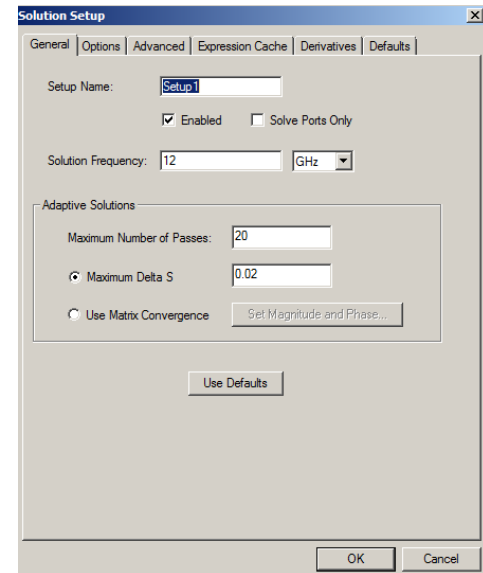 Solution Setup
General Options Advanced Expression Cache Derivatives Defaults
Setup Name: Setup1
Enabled Solve Ports Only
Solution Frequency: 12 GHz
Adaptive Solutions
Maximum Number of Passes: 20
Maximum Delta S 0.02
Use Matrix Convergence Set Magnitude and Phase...
Use Defaults
OK Cancel